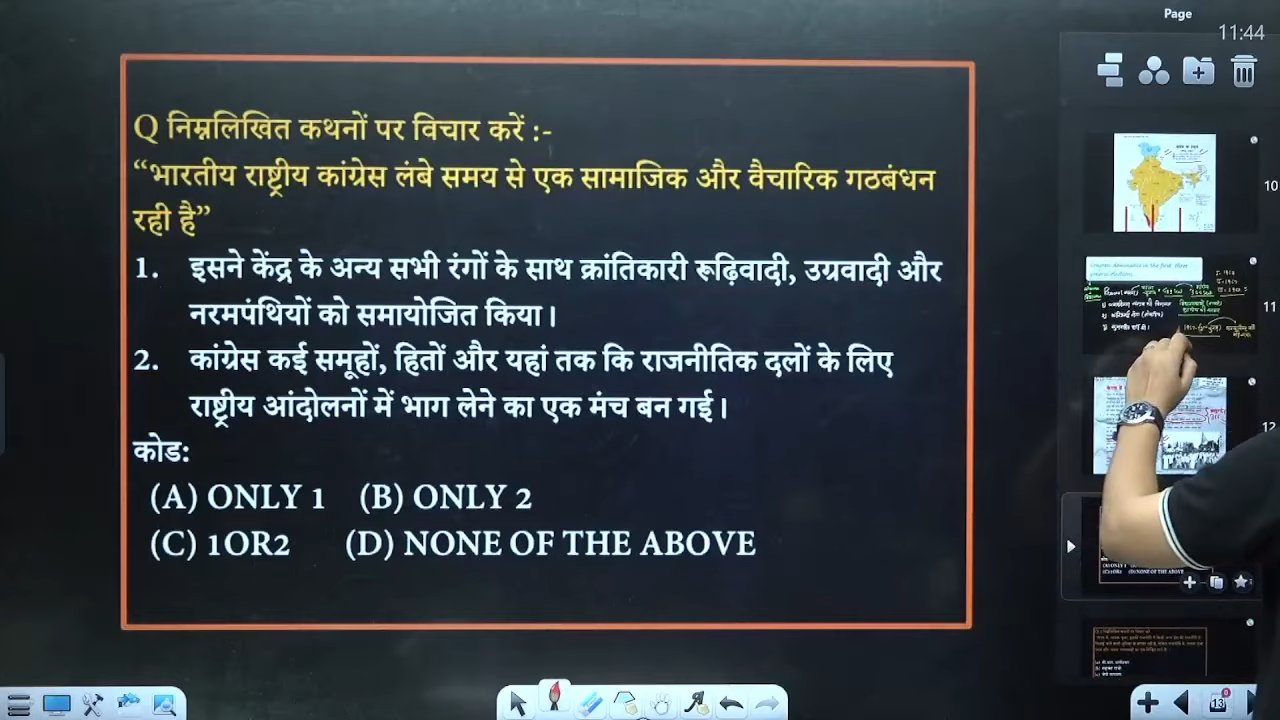 Page
11:44
Q निम्नलिखित कथनों पर विचार करें :-
“भारतीय राष्ट्रीय कांग्रेस लंबे समय से एक सामाजिक और वैचारिक गठबंधन
रही है”
1. इसने केंद्र के अन्य सभी रंगों के साथ क्रांतिकारी रूढ़िवादी, उग्रवादी और
नरमपंथियों को समायोजित किया।
2. कांग्रेस कई समूहों, हितों और यहां तक कि राजनीतिक दलों के लिए
राष्ट्रीय आंदोलनों में भाग लेने का एक मंच बन गई।
कोड:
(A) ONLY 1 (B) ONLY 2
(C) 1OR2 (D) NONE OF THE ABOVE
10
11
12
13